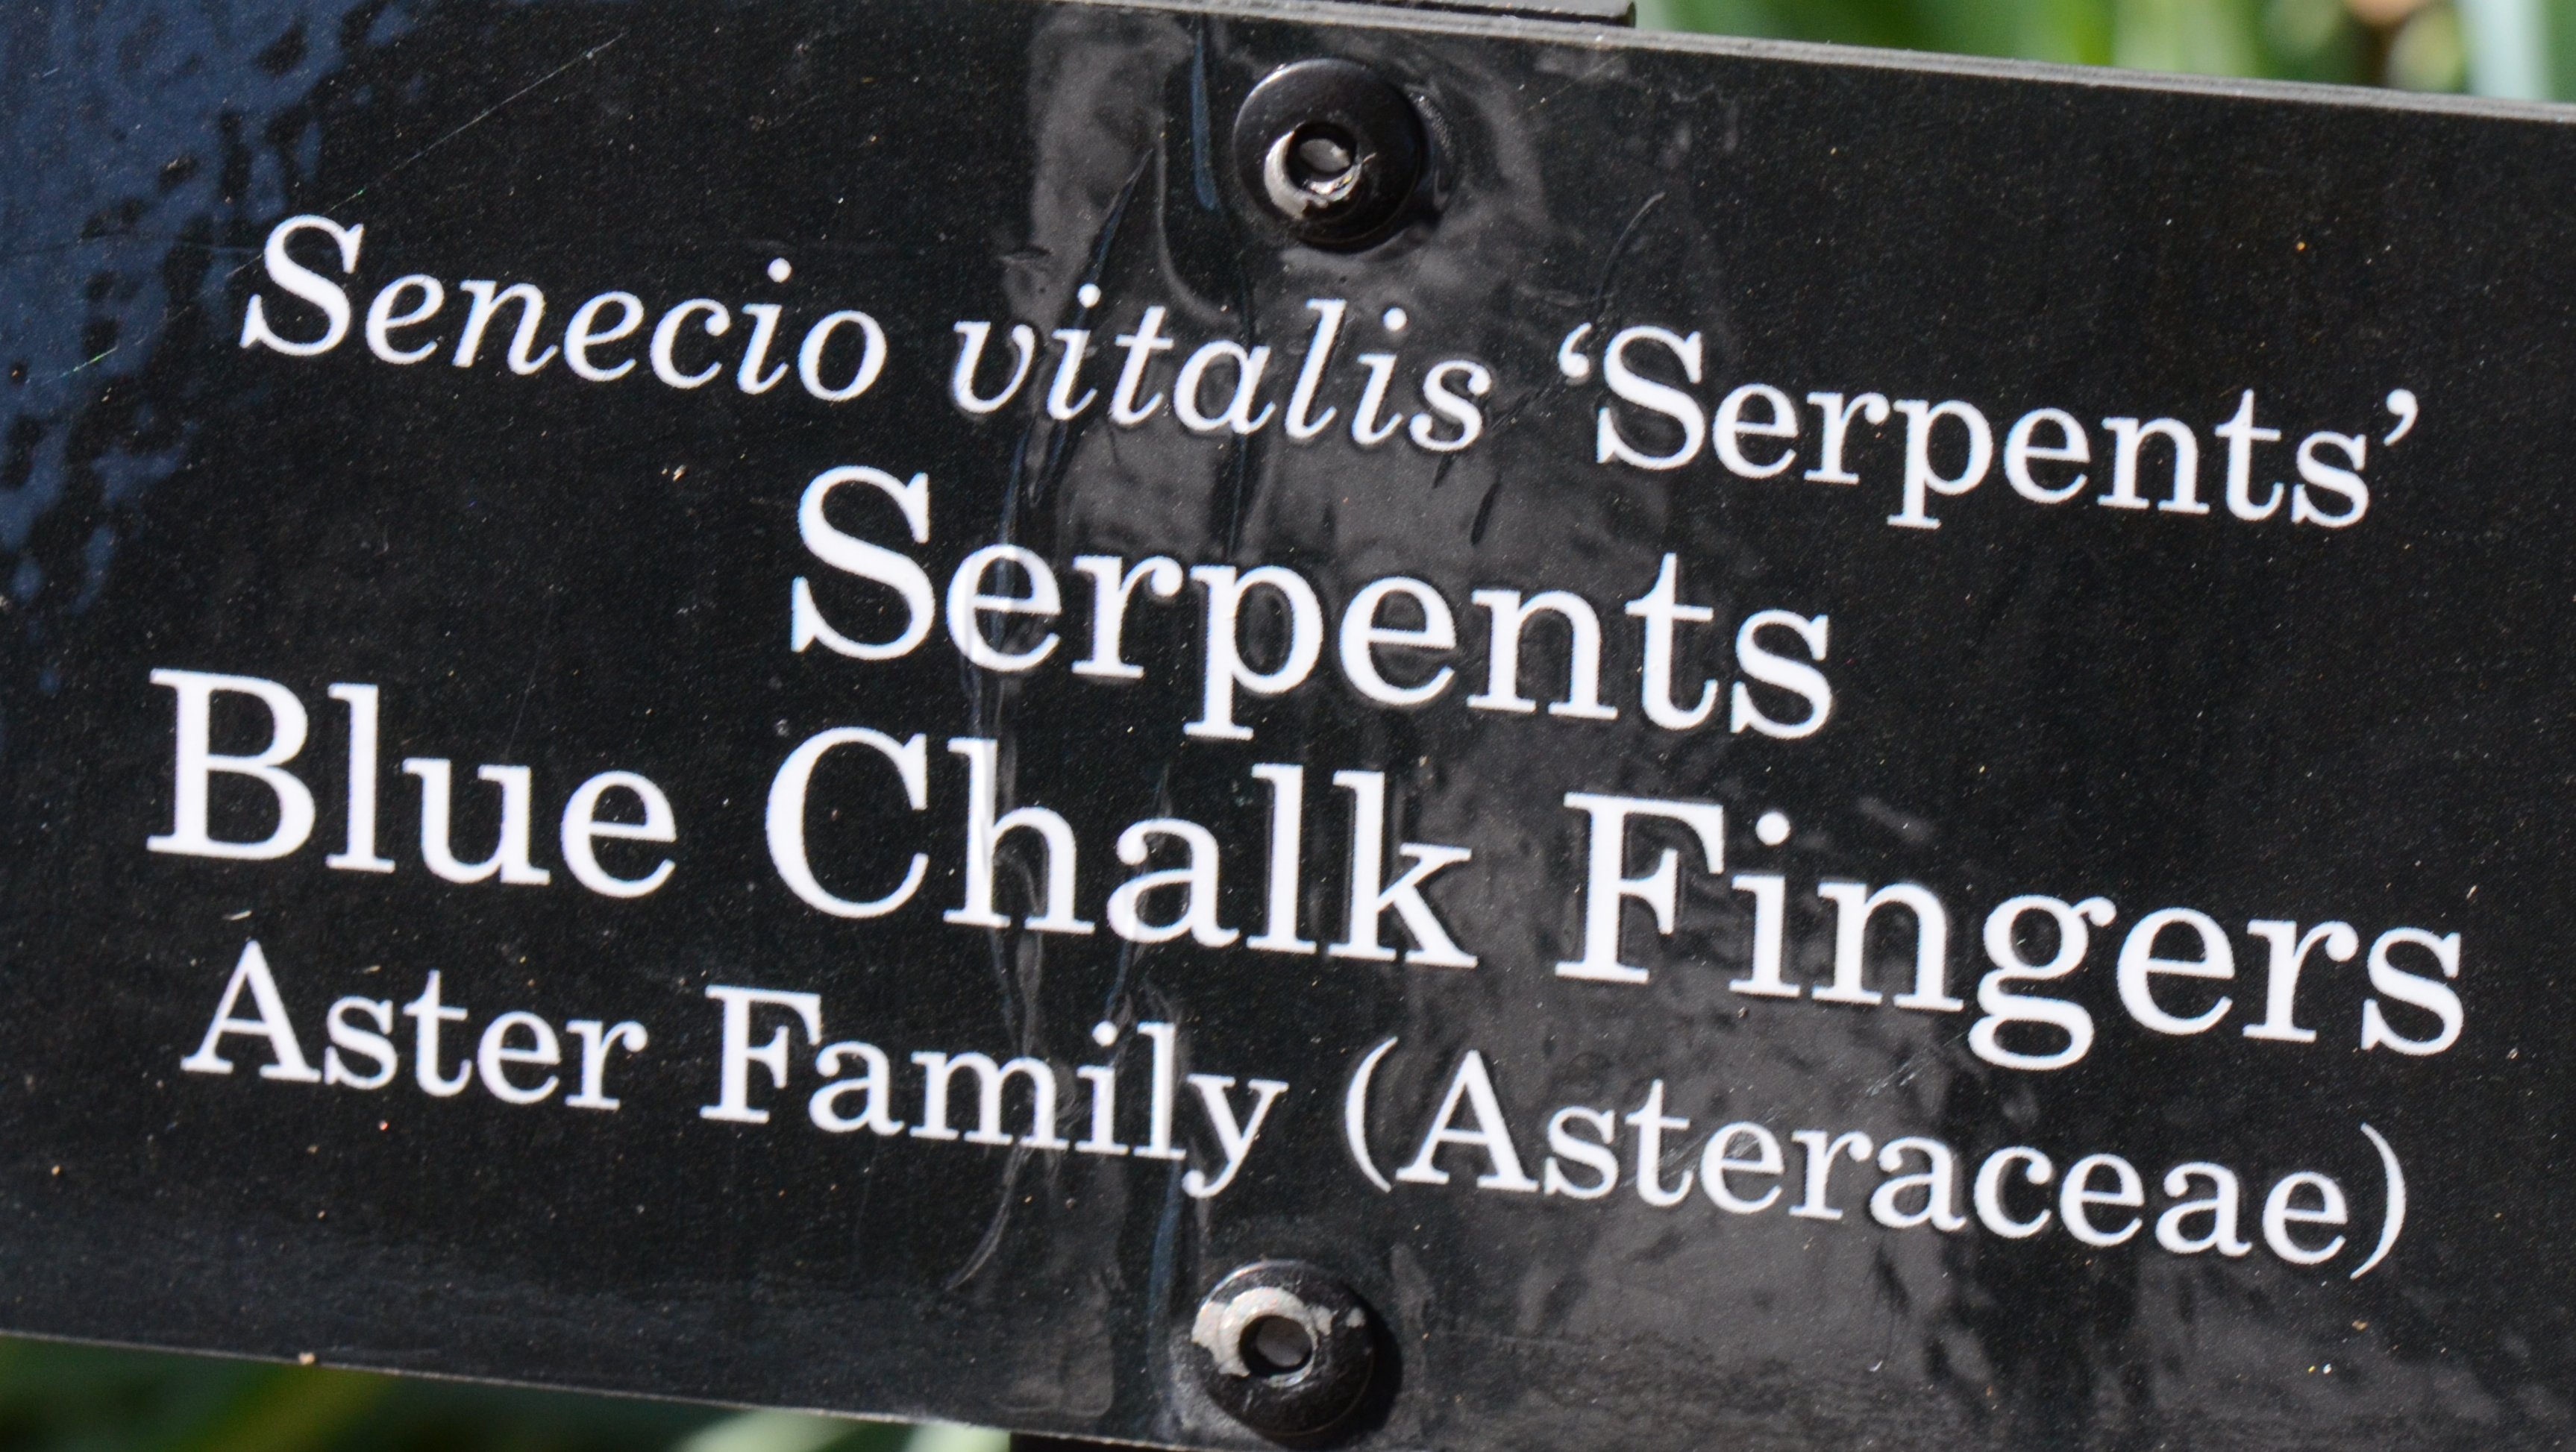 Senecio vitalis ‘Serpents’
Serpents
Blue Chalk Fingers
Aster Family (Asteraceae)